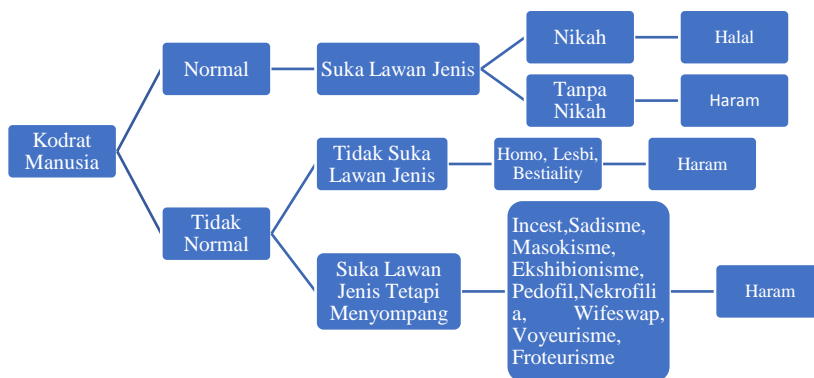 Kodrat
Manusia
Normal
Suka Lawan Jenis
Nikah
Halal
Tanpa
Nikah
Haram
Tidak
Normal
Tidak Suka
Lawan Jenis
Homo, Lesbi,
Bestiality
Haram
Suka Lawan
Jenis Tetapi
Menyompang
Incest,Sadisme,
Masokisme,
Ekshibionisme,
Pedofil,Nekrofili
a, Wifeswap,
Voyeurisme,
Froteurisme
Haram